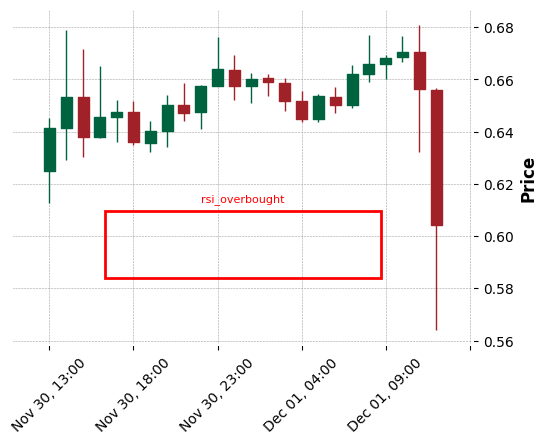 0.68
0.66
0.64
0.62
0.60
0.58
0.56
Price
rsi_overbought
Nov 30, 13:00
Nov 30, 18:00
Nov 30, 23:00
Dec 01, 04:00
Dec 01, 09:00